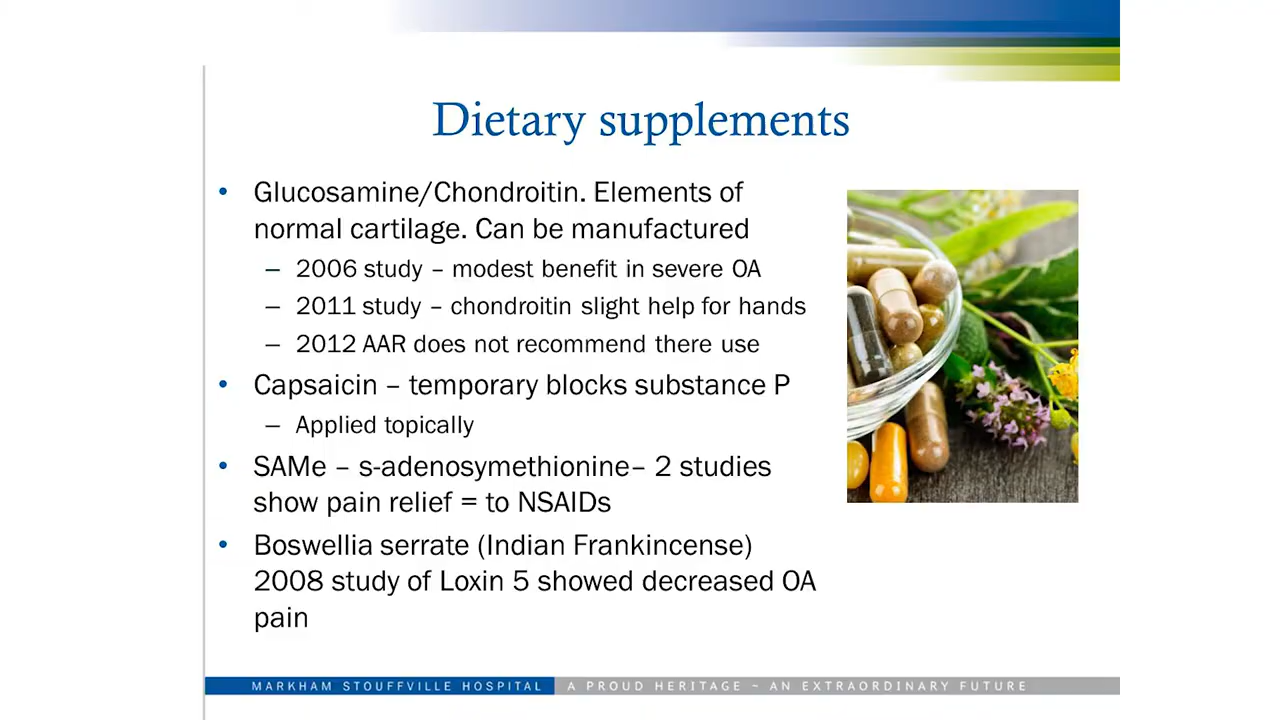 Dietary supplements
• Glucosamine/Chondroitin. Elements of
normal cartilage. Can be manufactured
– 2006 study – modest benefit in severe OA
– 2011 study – chondroitin slight help for hands
– 2012 AAR does not recommend there use
• Capsaicin – temporary blocks substance P
– Applied topically
• SAMe – s-adenosymethionine– 2 studies
show pain relief = to NSAIDs
• Boswellia serrate (Indian Frankincense)
2008 study of Loxin 5 showed decreased OA
pain
MARKHAM STOUFFVILLE HOSPITAL A PROUD HERITAGE ~ AN EXTRAORDINARY FUTURE